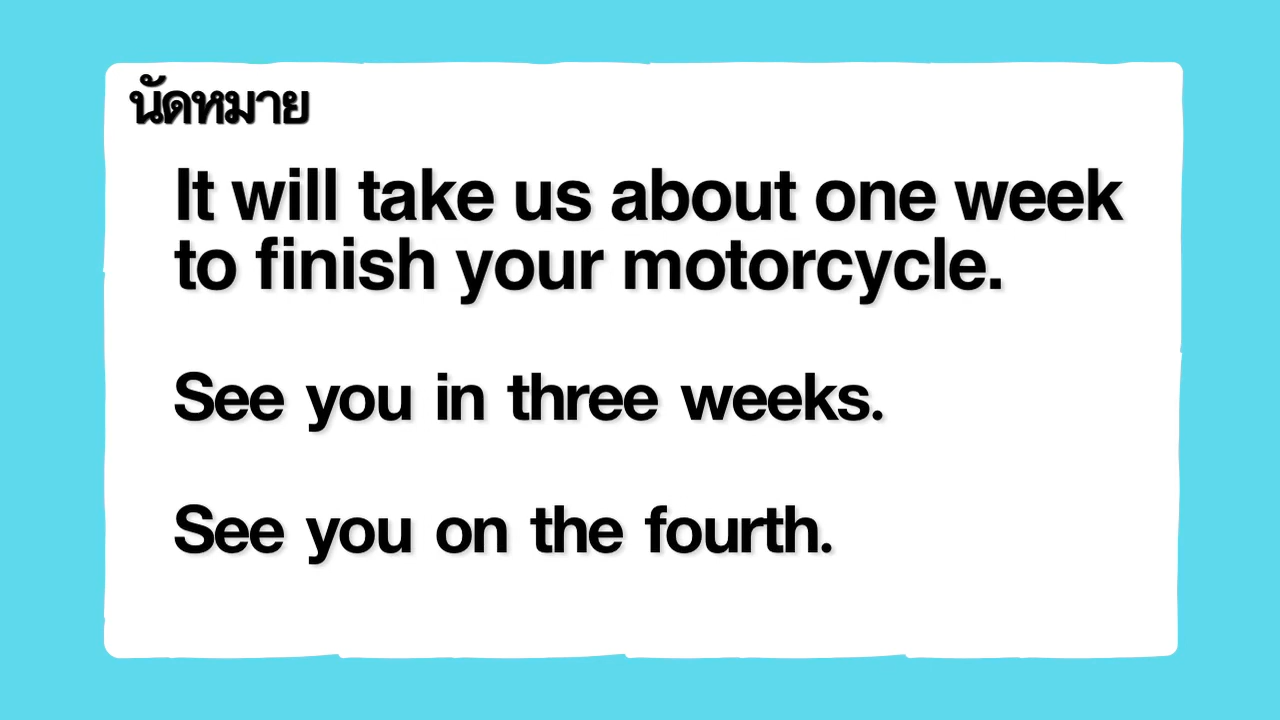 นัดหมาย
It will take us about one week
to finish your motorcycle.
See you in three weeks.
See you on the fourth.